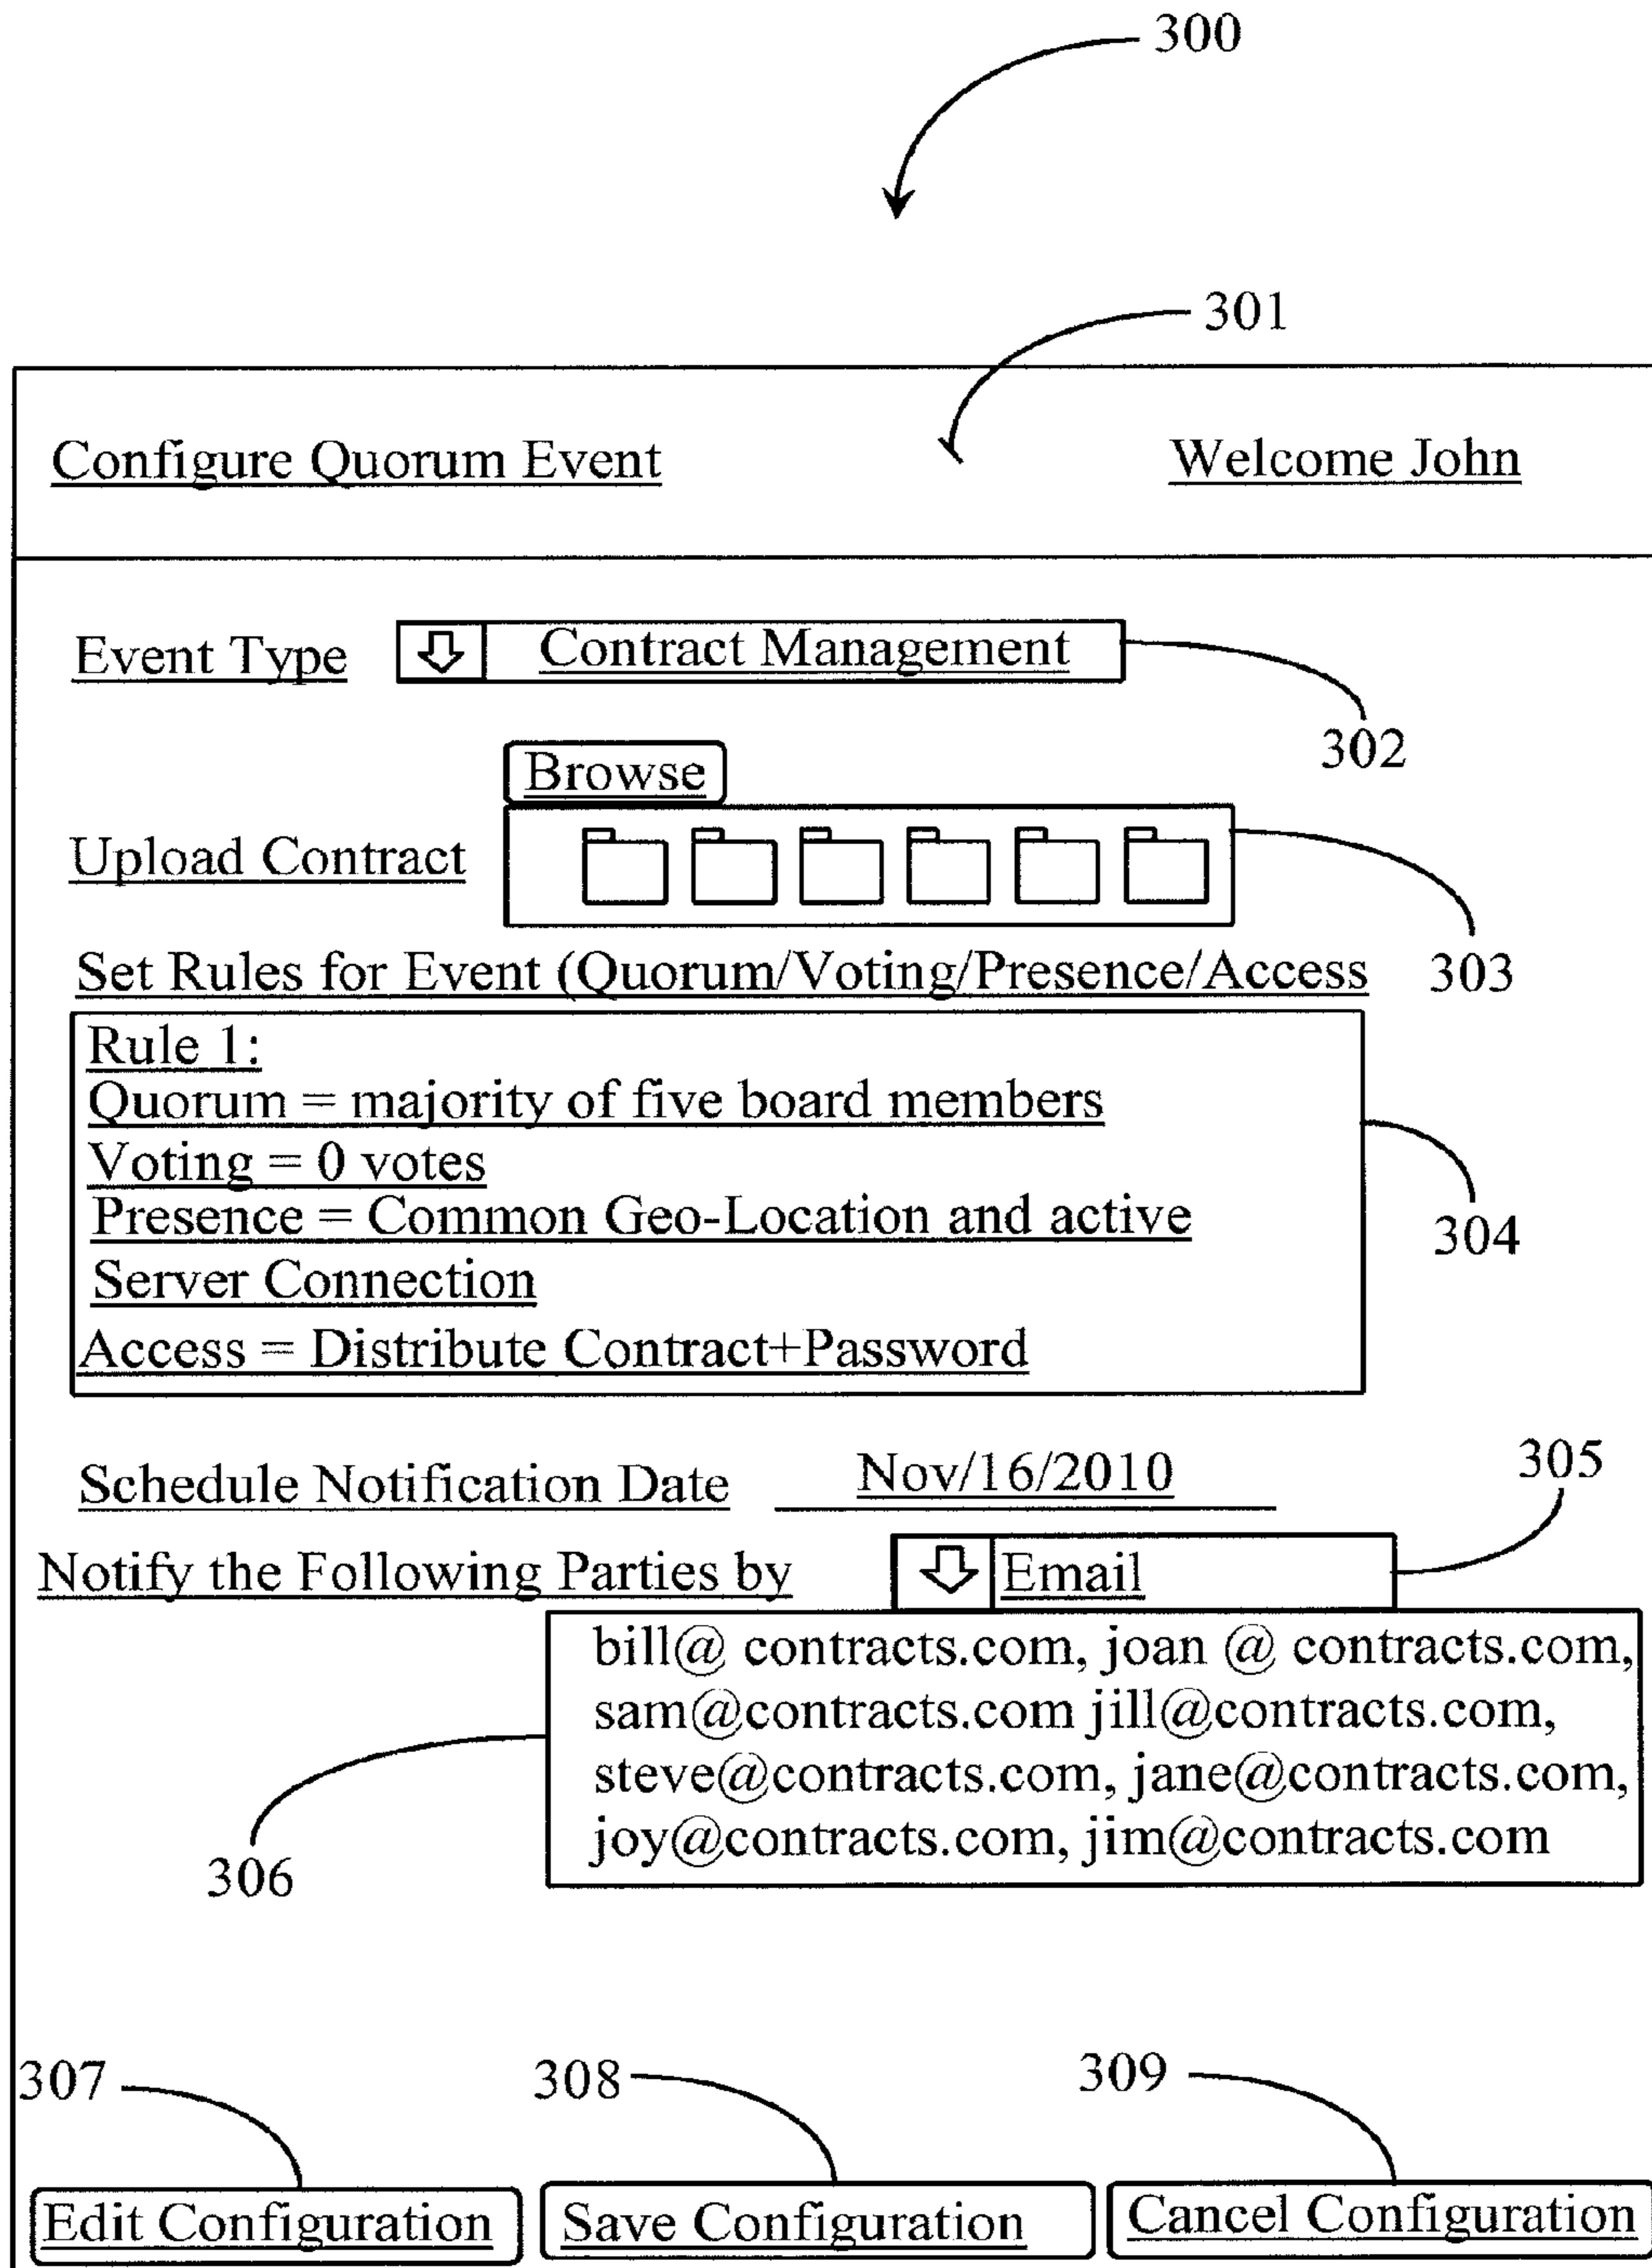 300
301
Configure Quorum Event Welcome John
Event Type Contract Management
302
Browse
Upload Contract
303
Set Rules for Event (Quorum/Voting/Presence/Access
Rule 1:
Quorum = majority of five board members
Voting = 0 votes
Presence = Common Geo-Location and active
Server Connection
Access = Distribute Contract+Password
304
Schedule Notification Date Nov/16/2010
305
Notify the Following Parties by Email
bill@ contracts.com, joan @ contracts.com,
sam@contracts.com jill@contracts.com,
steve@contracts.com, jane@contracts.com,
joy@contracts.com, jim@contracts.com
306
307 308 309
Edit Configuration Save Configuration Cancel Configuration